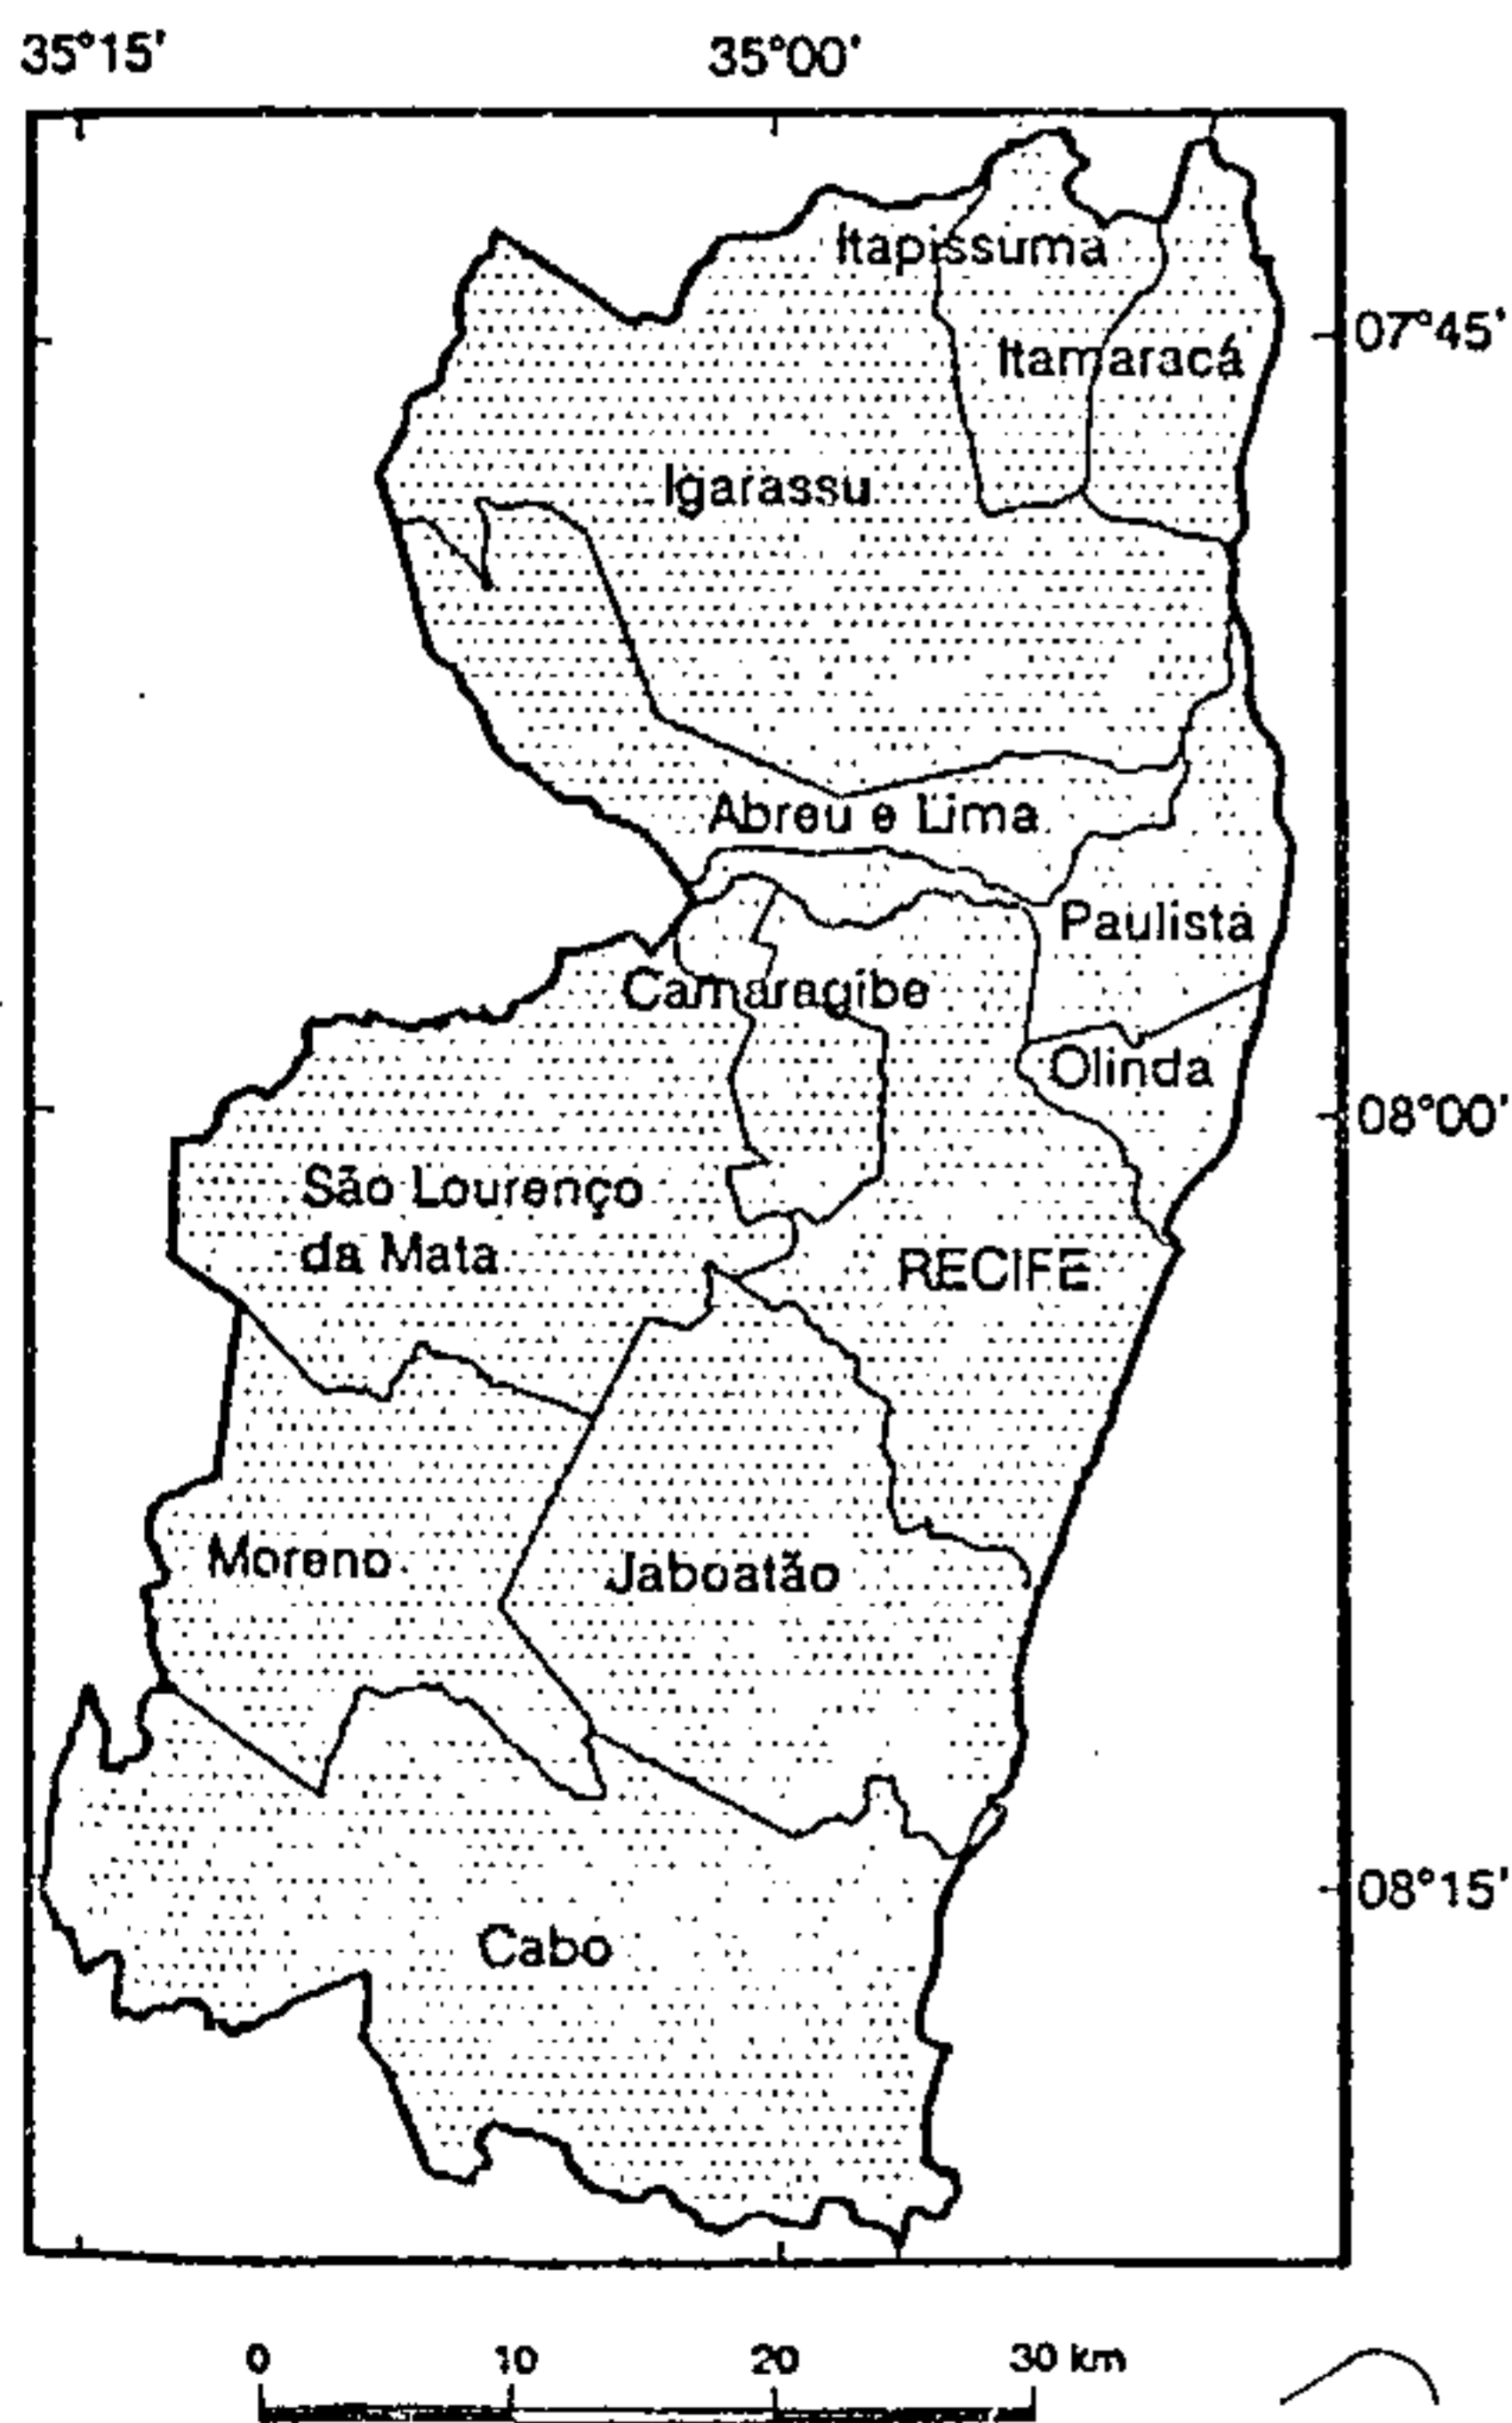 35°15'
35°00'
Itapissuma
07°45'
Itamaracá
Igarassu
Abreu e Lima
Paulista
Camaragibe
Olinda
08°00'
São Lourenço
da Mata
RECIFE
Moreno
Jaboatão
08°15'
Cabo
0 10 20 30 km